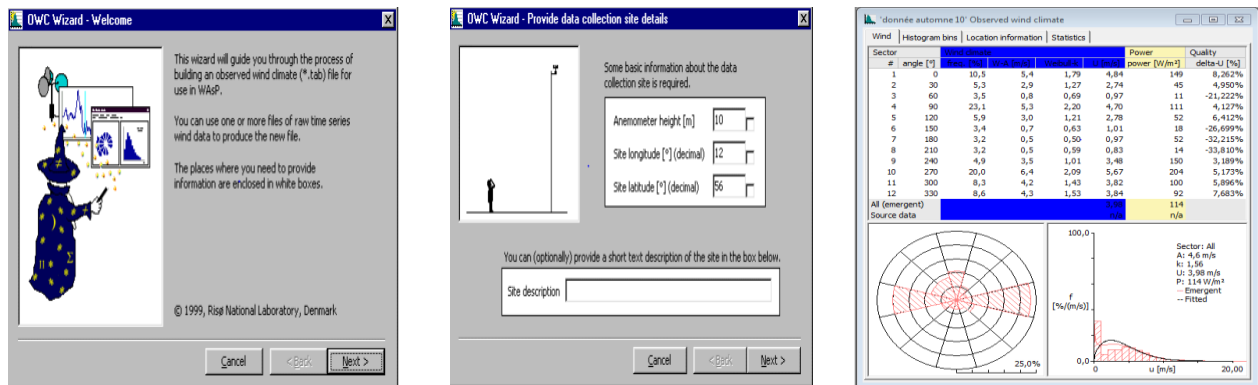 OWC Wizard - Welcome
This wizard will guide you through the process of
building an observed wind climate (*.tab) file for
use in WAsP.
You can use one or more files of raw time series
wind data to produce the new file.
The places where you need to provide
information are enclosed in white boxes.
© 1999, Risø National Laboratory, Denmark
Cancel < Back Next >
OWC Wizard - Provide data collection site details
Some basic information about the data
collection site is required.
Anemometer height [m] 10
Site longitude [°] (decimal) 12
Site latitude [°] (decimal) 56
You can (optionally) provide a short text description of the site in the box below.
Site description
Cancel < Back Next >
'donnée automne 10' Observed wind climate
Wind Histogram bins Location information Statistics
Sector Wind climate Power Quality
# angle [°] freq. [%] W-A [m/s] Weibull-k U [m/s] power [W/m²] delta-U [%]
1 0 10,5 5,4 1,79 4,84 149 8,262%
2 30 5,3 2,9 1,27 2,74 45 4,950%
3 60 3,5 0,8 0,69 0,97 11 -21,222%
4 90 23,1 5,3 2,20 4,70 111 4,127%
5 120 5,9 3,0 1,21 2,78 52 6,412%
6 150 3,4 0,7 0,63 1,01 18 -26,699%
7 180 3,2 0,5 0,50 0,97 52 -32,215%
8 210 3,2 0,5 0,59 0,83 14 -33,810%
9 240 4,9 3,5 1,01 3,48 150 3,189%
10 270 20,0 6,4 2,09 5,67 204 5,173%
11 300 8,3 4,2 1,43 3,82 100 5,896%
12 330 8,6 4,3 1,53 3,84 92 7,683%
All (emergent) 3,98 114
Source data n/a n/a
25,0%
100,0
f
[%/(m/s)]
Sector: All
A: 4,6 m/s
k: 1,56
U: 3,98 m/s
P: 114 W/m²
— Emergent
-- Fitted
0,0
0 u [m/s] 20,00